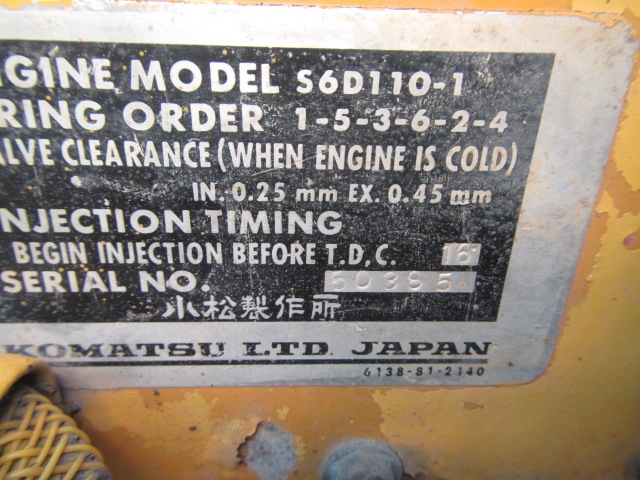 GINE MODEL S6D110-1
RING ORDER 1-5-3-6-2-4
ALVE CLEARANCE (WHEN ENGINE IS COLD)
IN. 0.25 mm EX. 0.45 mm
NJECTION TIMING
BEGIN INJECTION BEFORE T.D.C. 16°
SERIAL NO.
小松製作所
KOMATSU LTD. JAPAN
6138-81-2140